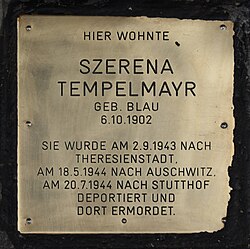 HIER WOHNTE
SZERENA
TEMPELMAYR
GEB. BLAU
6.10.1902
SIE WURDE AM 2.9.1943 NACH
THERESIENSTADT,
AM 18.5.1944 NACH AUSCHWITZ,
AM 20.7.1944 NACH STUTTHOF
DEPORTIERT UND
DORT ERMORDET.